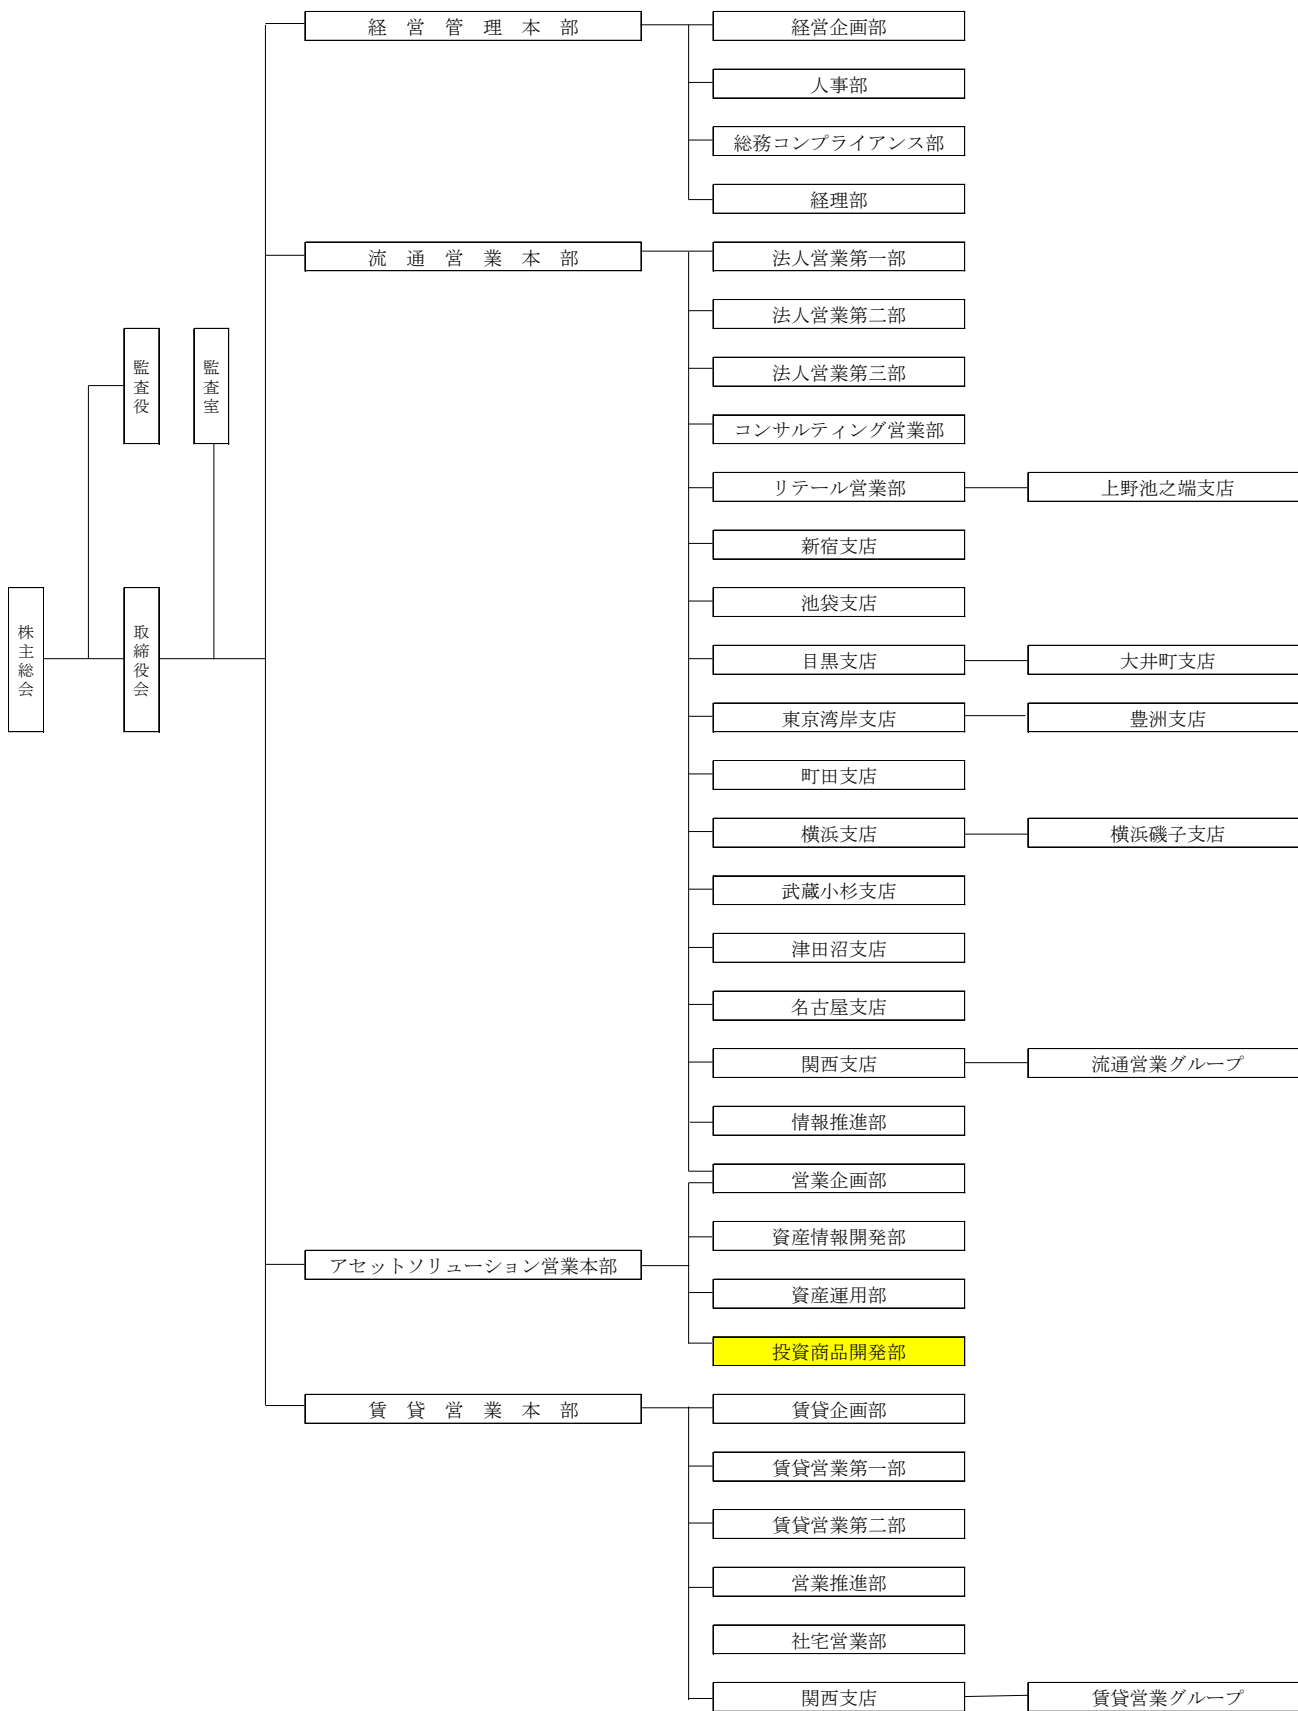 経営管理本部
経営企画部
人事部
総務コンプライアンス部
経理部
流通営業本部
法人営業第一部
法人営業第二部
監査役
監査室
法人営業第三部
コンサルティング営業部
リテール営業部
上野池之端支店
新宿支店
池袋支店
株主総会
取締役会
目黒支店
大井町支店
東京湾岸支店
豊洲支店
町田支店
横浜支店
横浜磯子支店
武蔵小杉支店
津田沼支店
名古屋支店
関西支店
流通営業グループ
情報推進部
営業企画部
資産情報開発部
アセットソリューション営業本部
資産運用部
投資商品開発部
賃貸営業本部
賃貸企画部
賃貸営業第一部
賃貸営業第二部
営業推進部
社宅営業部
関西支店
賃貸営業グループ